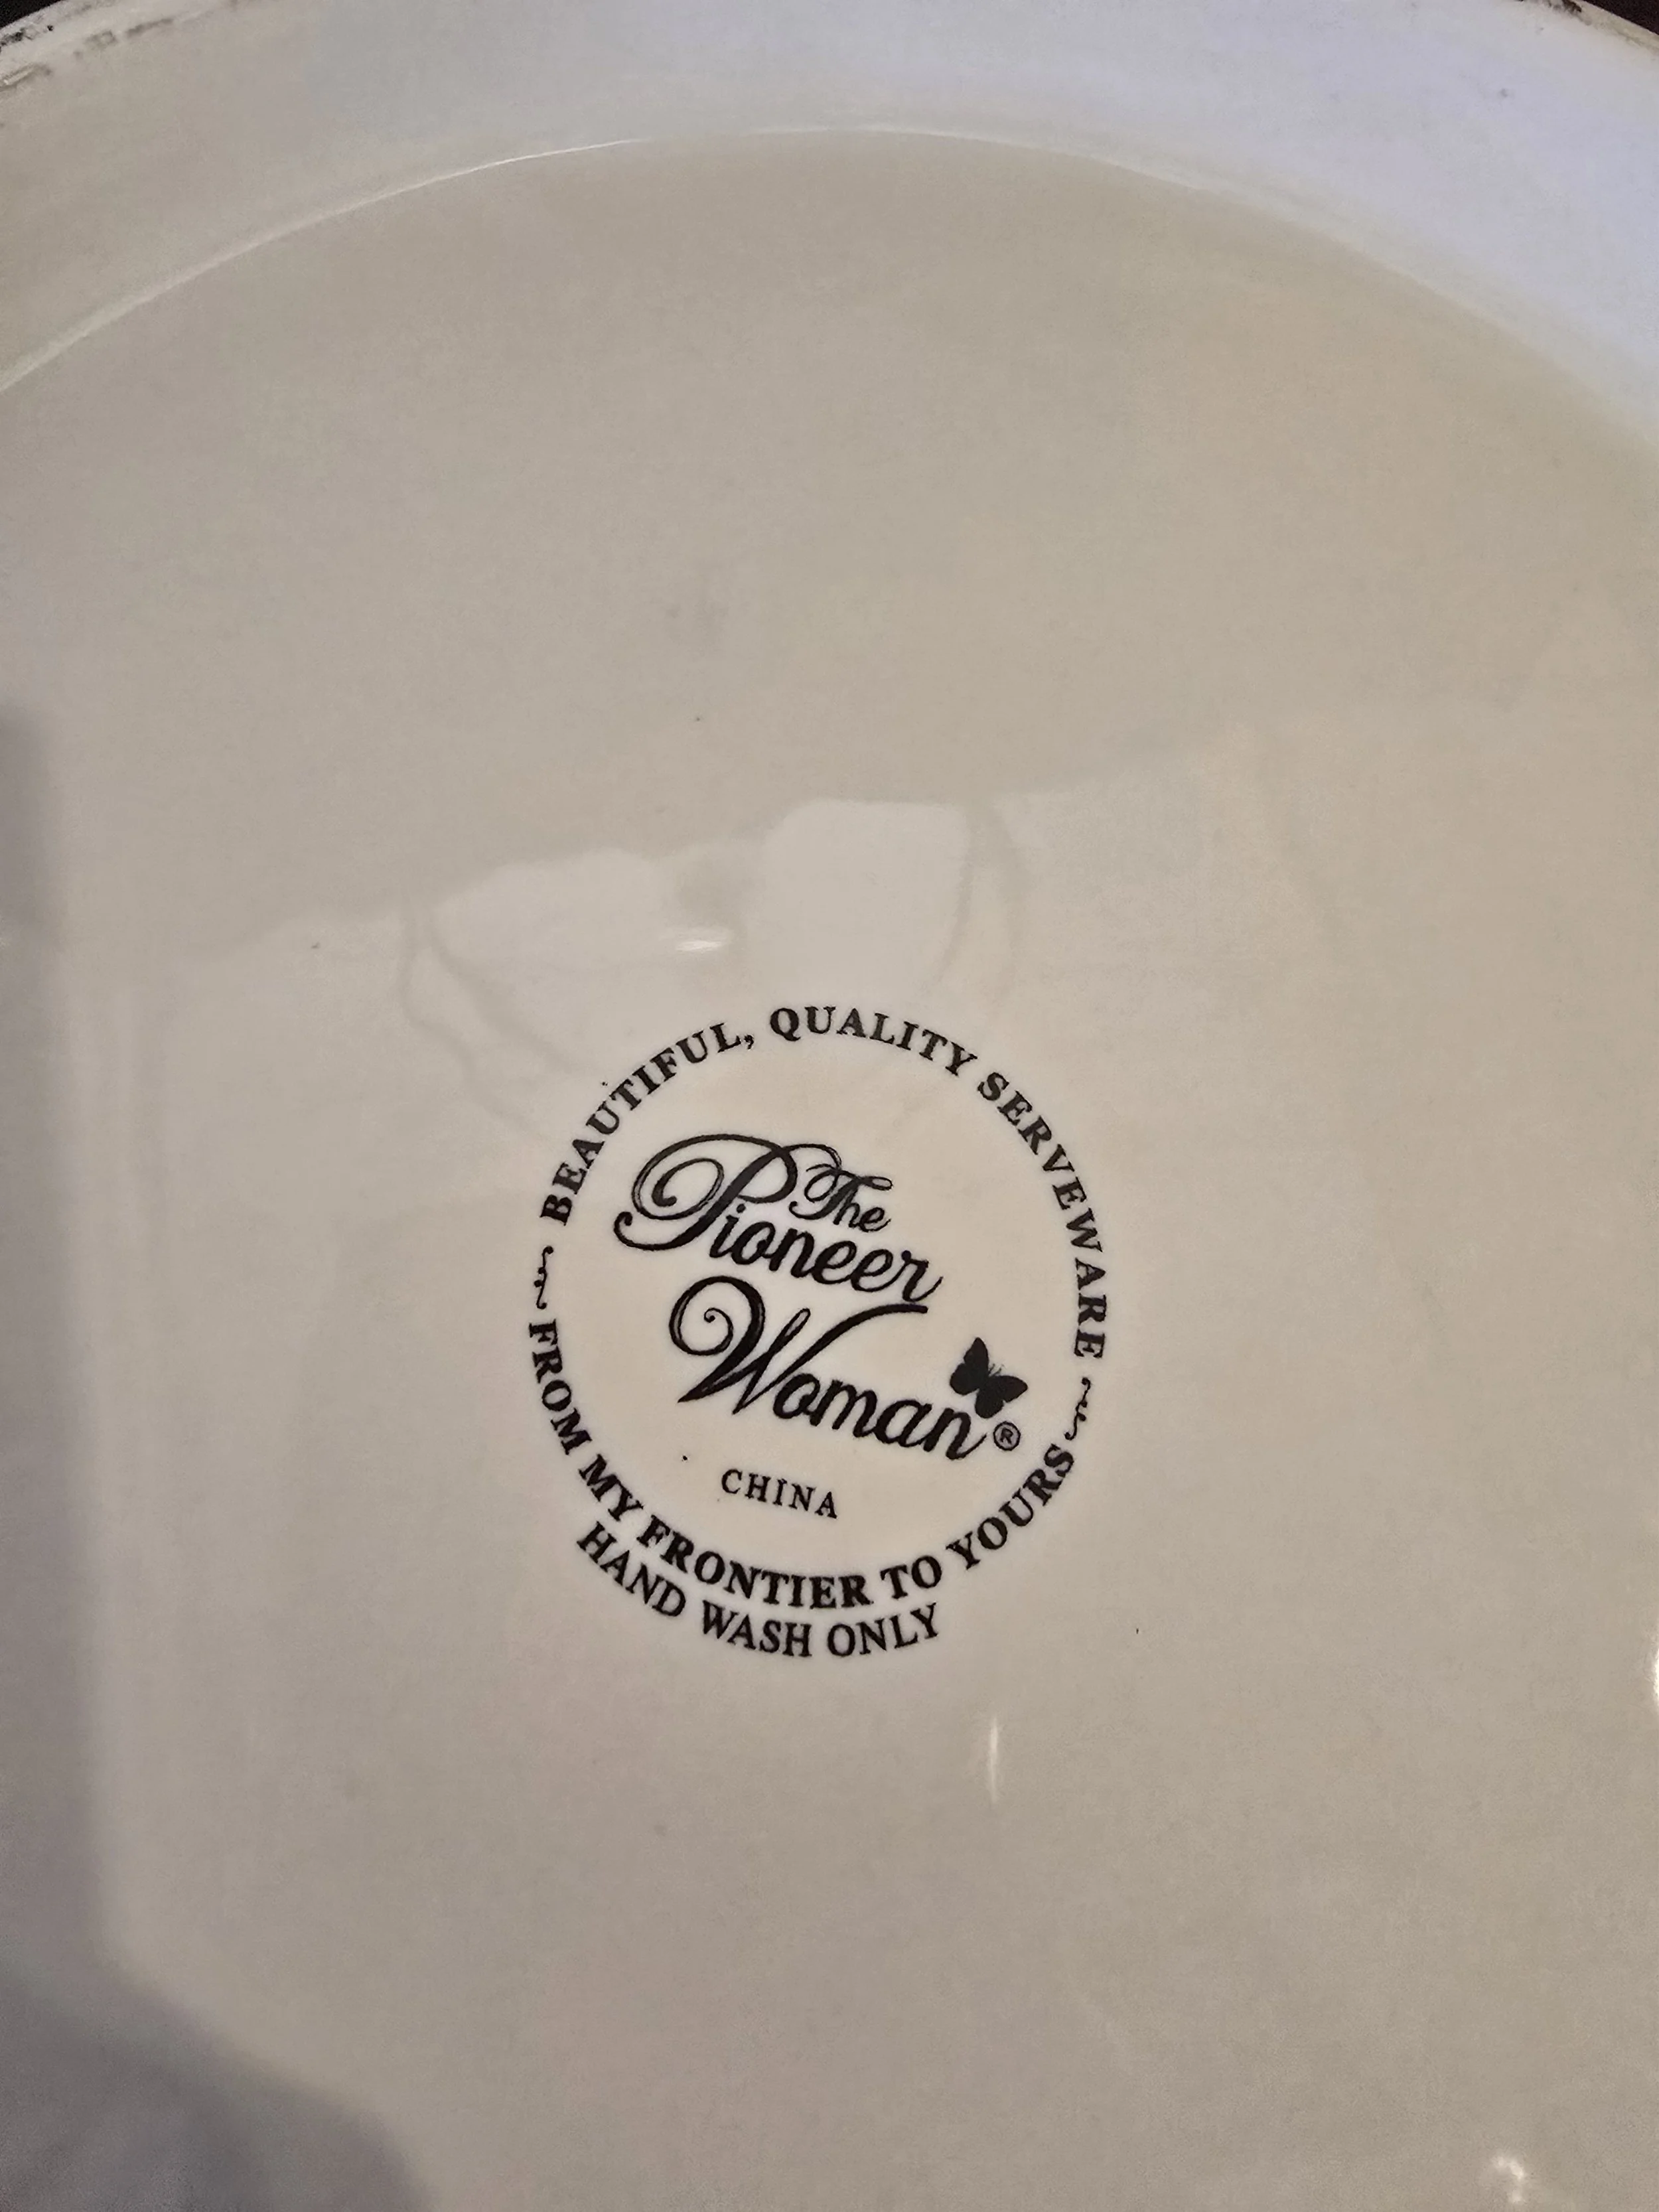 BEAUTIFUL, QUALITY SERVEWARE
The
Pioneer
Woman®
CHINA
FROM MY FRONTIER TO YOURS
HAND WASH ONLY